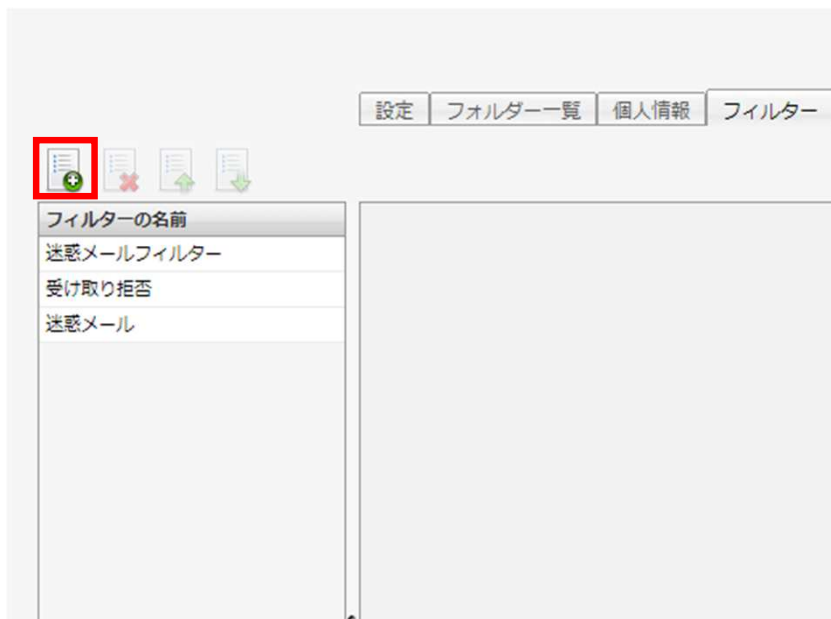 設定 フォルダー一覧 個人情報 フィルター
フィルターの名前
迷惑メールフィルター
受け取り拒否
迷惑メール